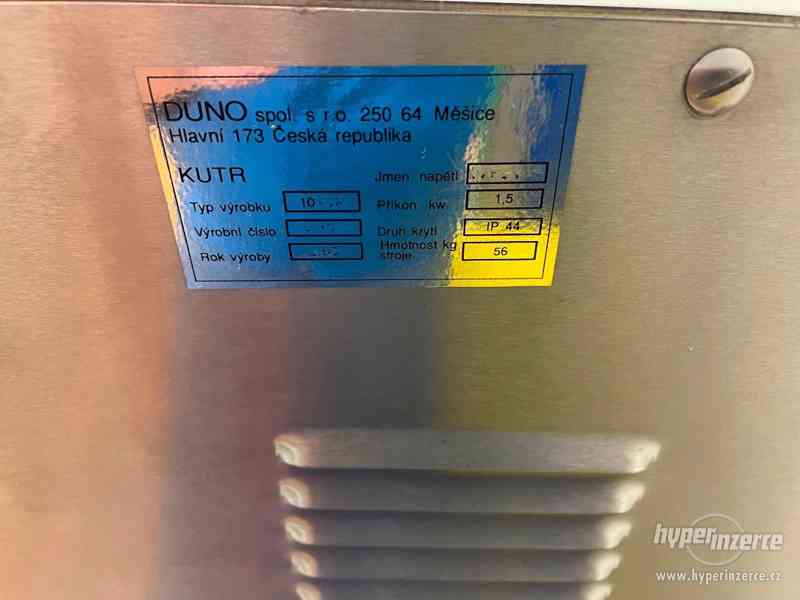 DUNO spol. s r.o. 250 64 Měšice
Hlavní 173 Česká republika
KUTR
Jmen napětí
Typ výrobku 10
Příkon kw. 1,5
Výrobní číslo
Druh krytí IP 44
Rok výroby
Hmotnost kg
stroje 56
hyperinzerce
www.hyperinzerce.cz